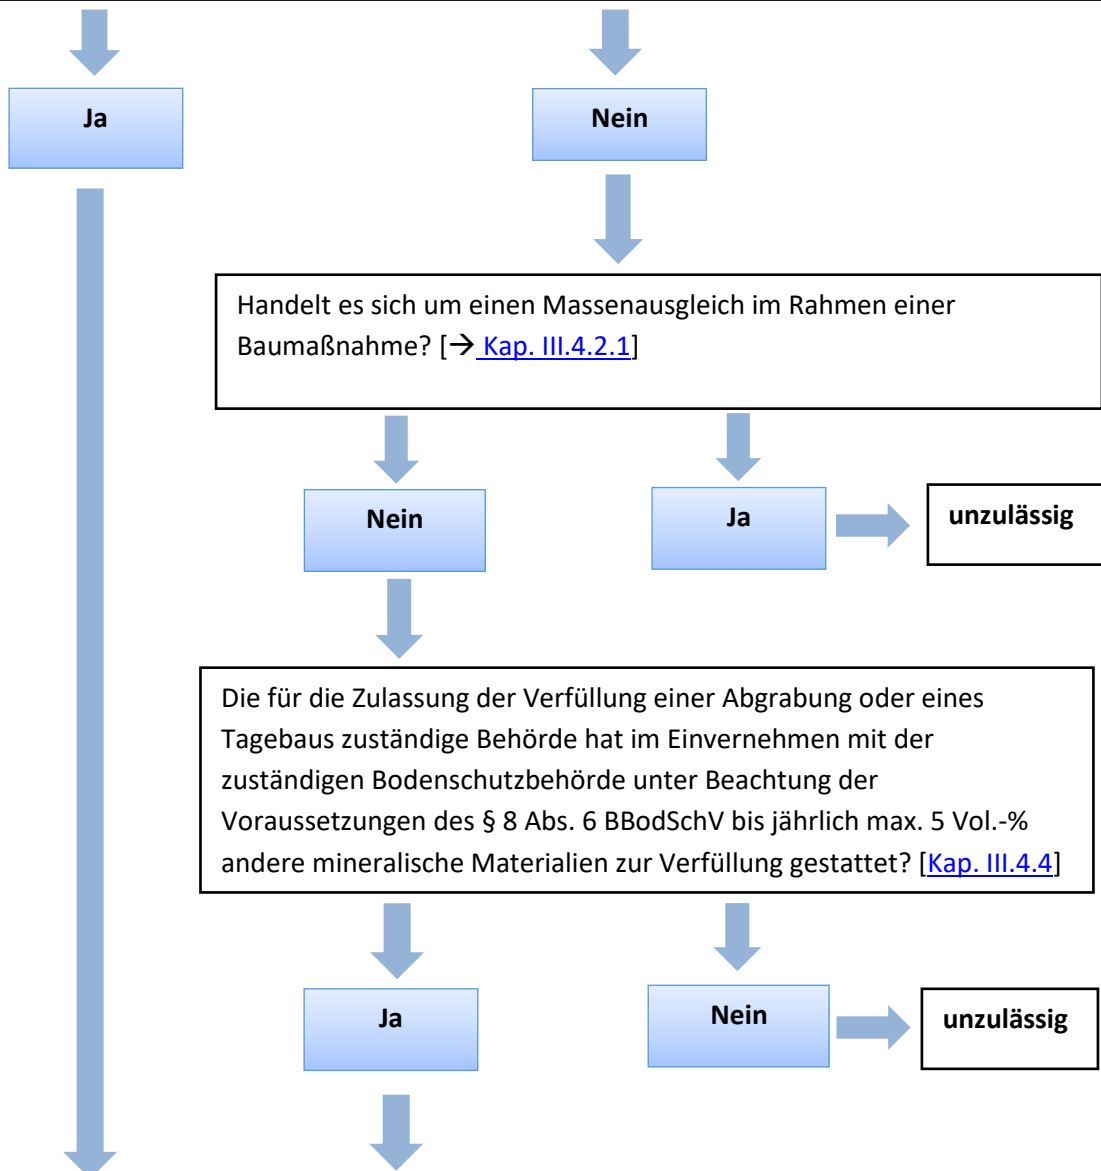 Ja
Nein
Handelt es sich um einen Massenausgleich im Rahmen einer
Baumaßnahme? [→ Kap. III.4.2.1]
Nein
Ja
unzulässig
Die für die Zulassung der Verfüllung einer Abgrabung oder eines
Tagebaus zuständige Behörde hat im Einvernehmen mit der
zuständigen Bodenschutzbehörde unter Beachtung der
Voraussetzungen des § 8 Abs. 6 BBodSchV bis jährlich max. 5 Vol.-%
andere mineralische Materialien zur Verfüllung gestattet? [Kap. III.4.4]
Ja
Nein
unzulässig